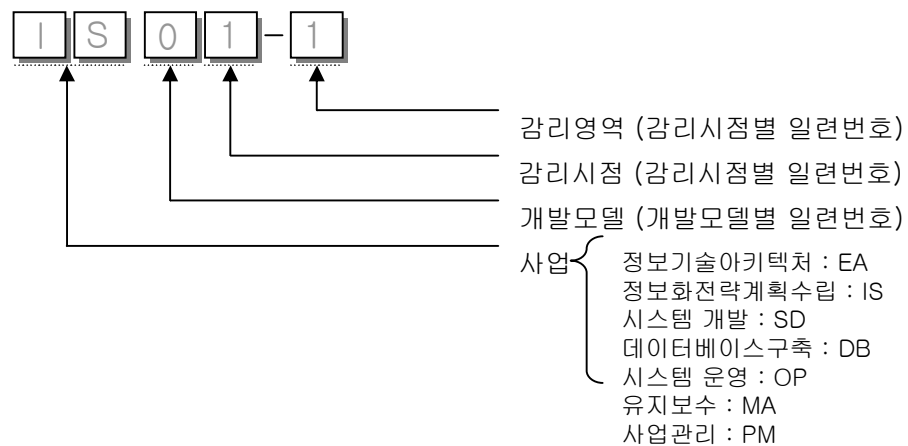 IS 01-1
감리영역 (감리시점별 일련번호)
감리시점 (감리시점별 일련번호)
개발모델 (개발모델별 일련번호)
사업
정보기술아키텍처 : EA
정보화전략계획수립 : IS
시스템 개발 : SD
데이터베이스구축 : DB
시스템 운영 : OP
유지보수 : MA
사업관리 : PM